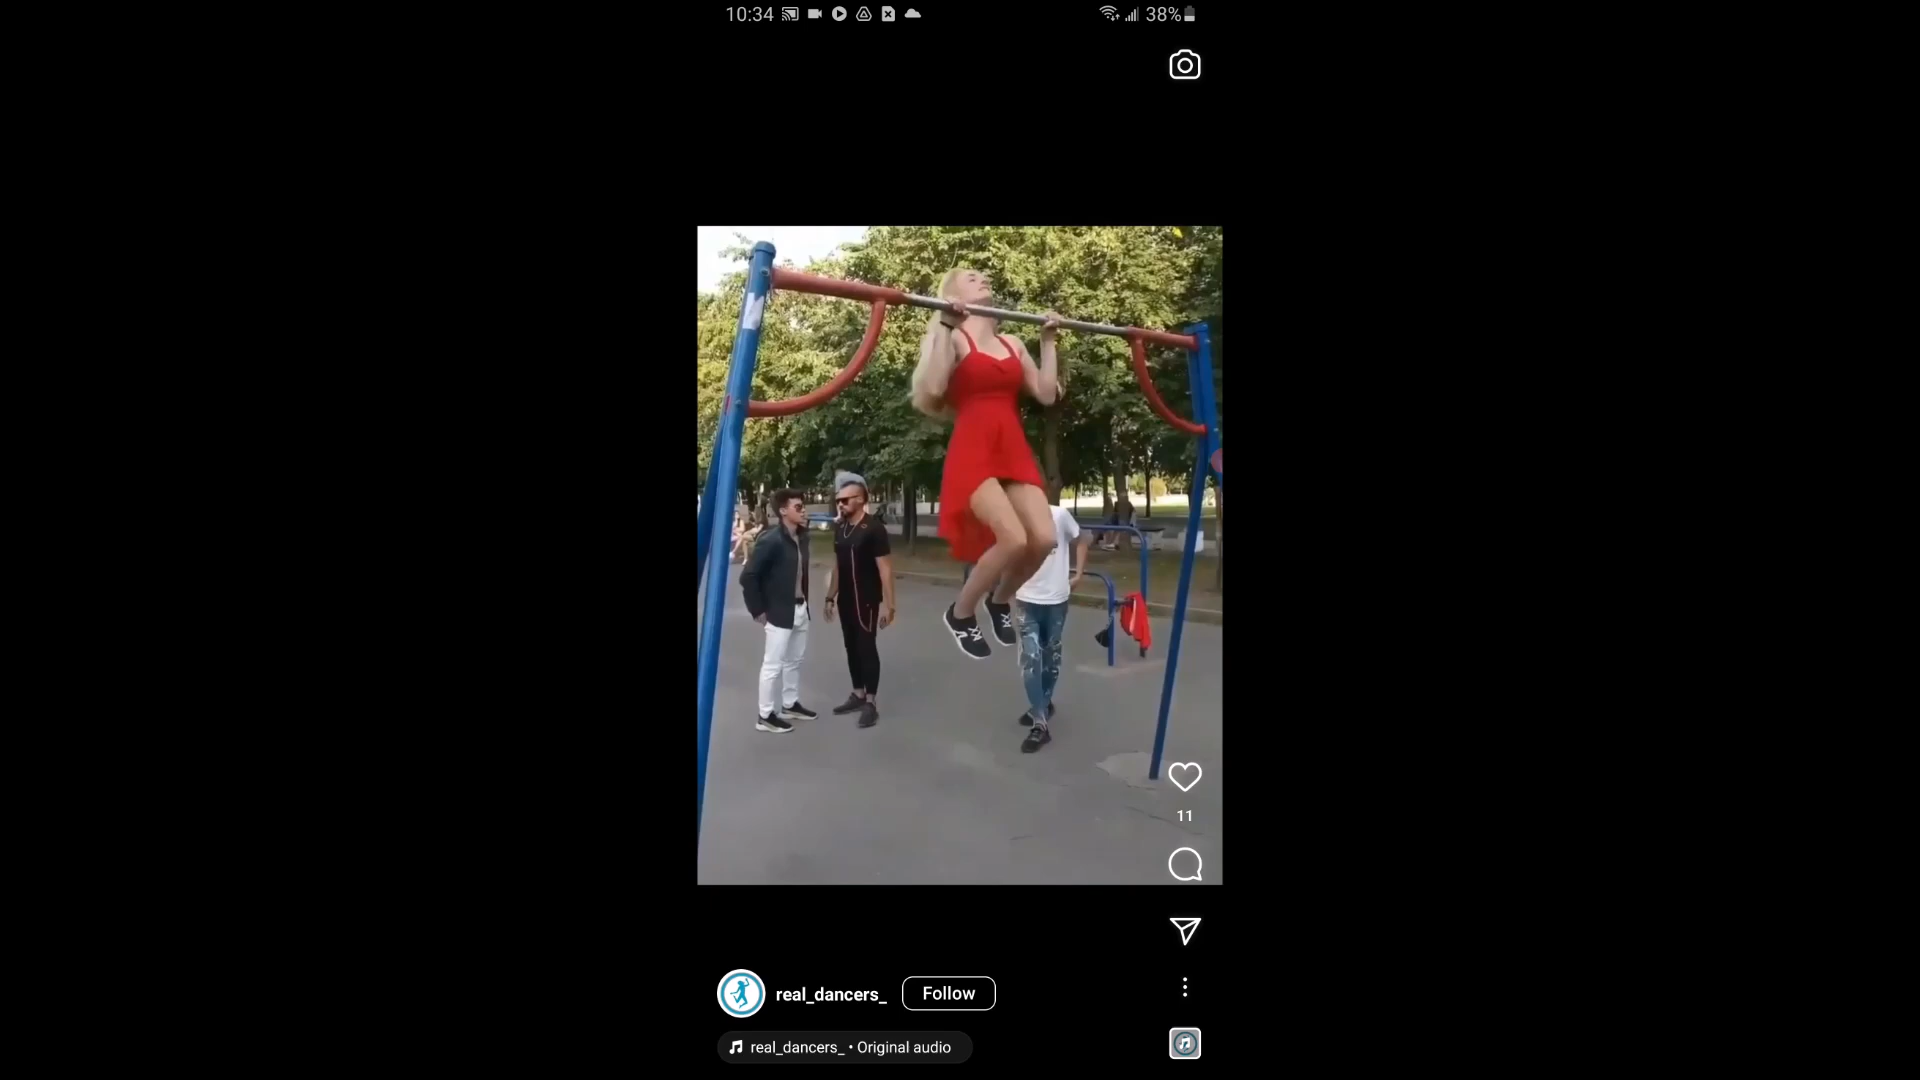 10:34
38%
11
real_dancers_
Follow
real_dancers_ • Original audio